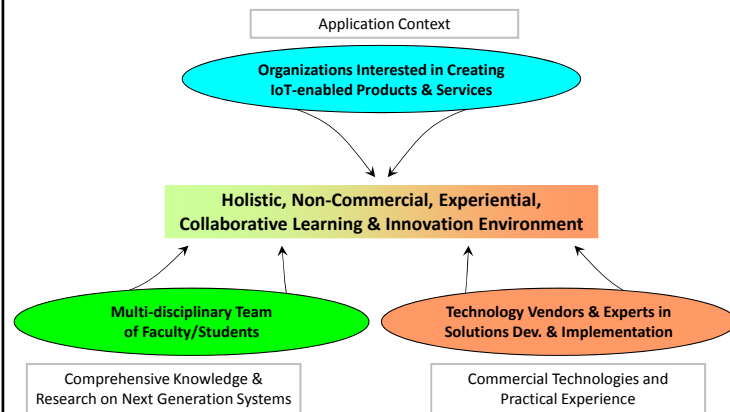 Application Context
Organizations Interested in Creating
IoT-enabled Products & Services
Holistic, Non-Commercial, Experiential,
Collaborative Learning & Innovation Environment
Multi-disciplinary Team
of Faculty/Students
Technology Vendors & Experts in
Solutions Dev. & Implementation
Comprehensive Knowledge &
Research on Next Generation Systems
Commercial Technologies and
Practical Experience